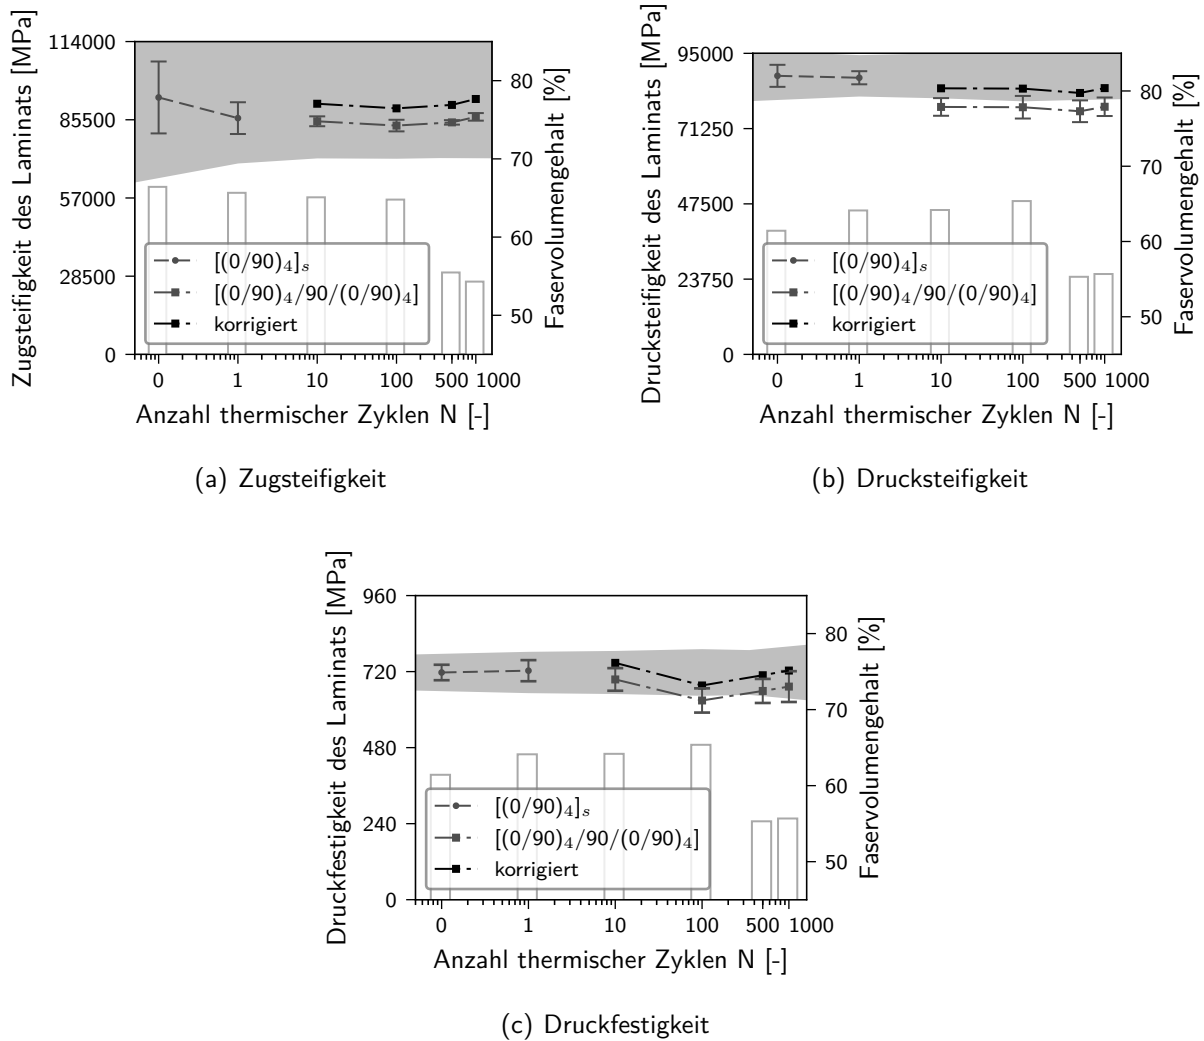 Zugsteifigkeit des Laminats [MPa]
114000
85500
57000
28500
0
80
70
60
50
Faservolumengehalt [%]
[(0/90)₄]ₛ
[(0/90)₄/90/(0/90)₄]
korrigiert
0 1 10 100 500 1000
Anzahl thermischer Zyklen N [-]
(a) Zugsteifigkeit
Drucksteifigkeit des Laminats [MPa]
95000
71250
47500
23750
0
80
70
60
50
Faservolumengehalt [%]
[(0/90)₄]ₛ
[(0/90)₄/90/(0/90)₄]
korrigiert
0 1 10 100 500 1000
Anzahl thermischer Zyklen N [-]
(b) Drucksteifigkeit
Druckfestigkeit des Laminats [MPa]
960
720
480
240
0
80
70
60
50
Faservolumengehalt [%]
[(0/90)₄]ₛ
[(0/90)₄/90/(0/90)₄]
korrigiert
0 1 10 100 500 1000
Anzahl thermischer Zyklen N [-]
(c) Druckfestigkeit